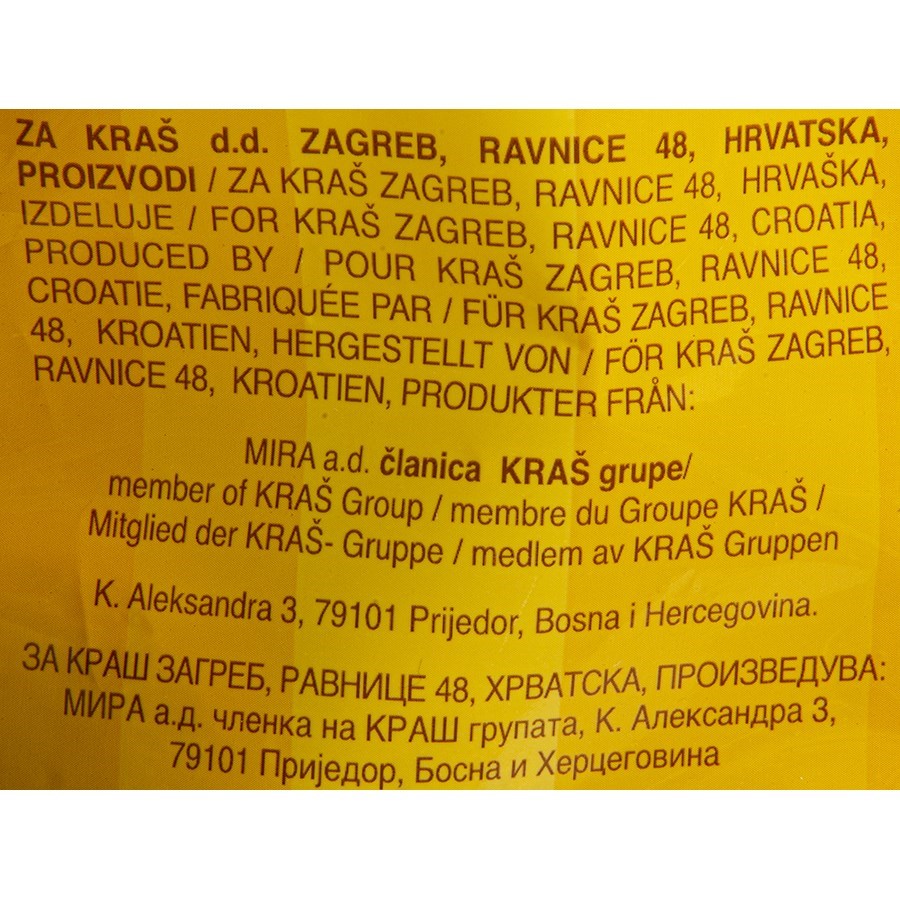 ZA KRAŠ d.d. ZAGREB, RAVNICE 48, HRVATSKA,
PROIZVODI / ZA KRAŠ ZAGREB, RAVNICE 48, HRVAŠKA,
IZDELUJE / FOR KRAŠ ZAGREB, RAVNICE 48, CROATIA,
PRODUCED BY / POUR KRAŠ ZAGREB, RAVNICE 48,
CROATIE, FABRIQUÉE PAR / FÜR KRAŠ ZAGREB, RAVNICE
48, KROATIEN, HERGESTELLT VON / FÖR KRAŠ ZAGREB,
RAVNICE 48, KROATIEN, PRODUKTER FRÅN:
MIRA a.d. članica KRAŠ grupe/
member of KRAŠ Group / membre du Groupe KRAŠ /
Mitglied der KRAŠ- Gruppe / medlem av KRAŠ Gruppen
K. Aleksandra 3, 79101 Prijedor, Bosna i Hercegovina.
ЗА КРАШ ЗАГРЕБ, РАВНИЦЕ 48, ХРВАТСКА, ПРОИЗВЕДУВА:
МИРА а.д. членка на КРАШ групата, К. Александра 3,
79101 Приједор, Босна и Херцеговина